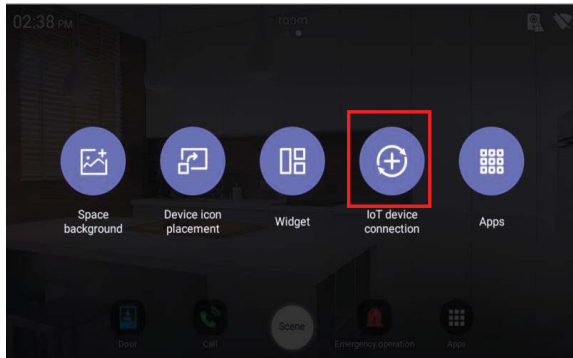 02:38 PM
room
Space
background
Device icon
placement
Widget
IoT device
connection
Apps
Door
Call
Scene
Emergency operation
Apps